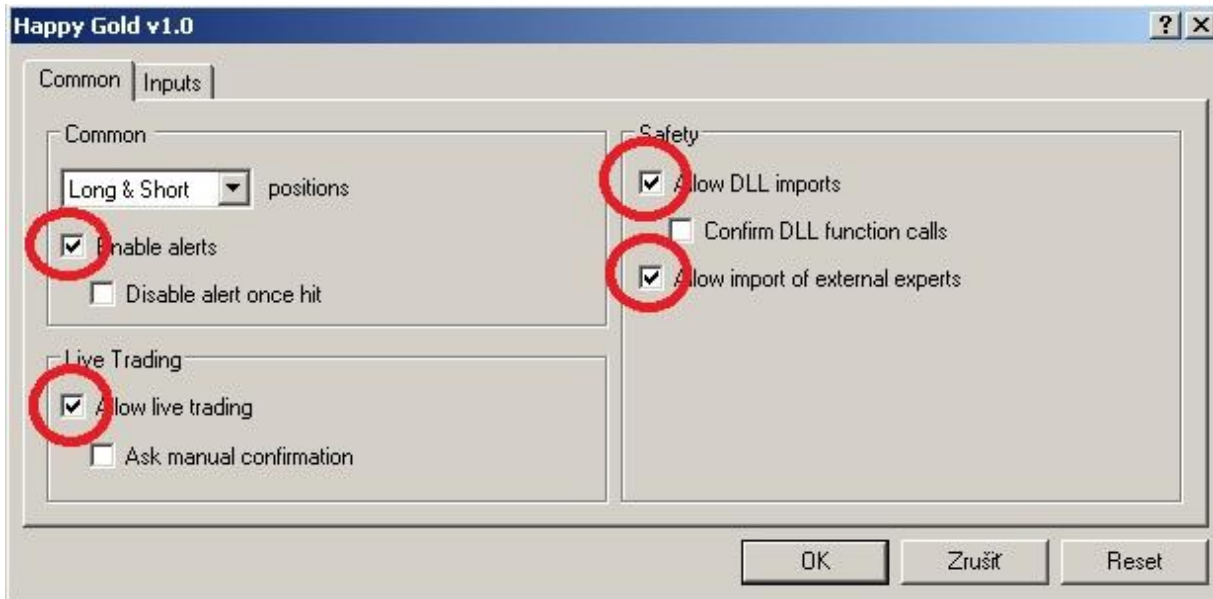 Happy Gold v1.0
Common
Inputs
Common
Long & Short
positions
Enable alerts
Disable alert once hit
Live Trading
Allow live trading
Ask manual confirmation
Safety
Allow DLL imports
Confirm DLL function calls
Allow import of external experts
OK
Zrušiť
Reset